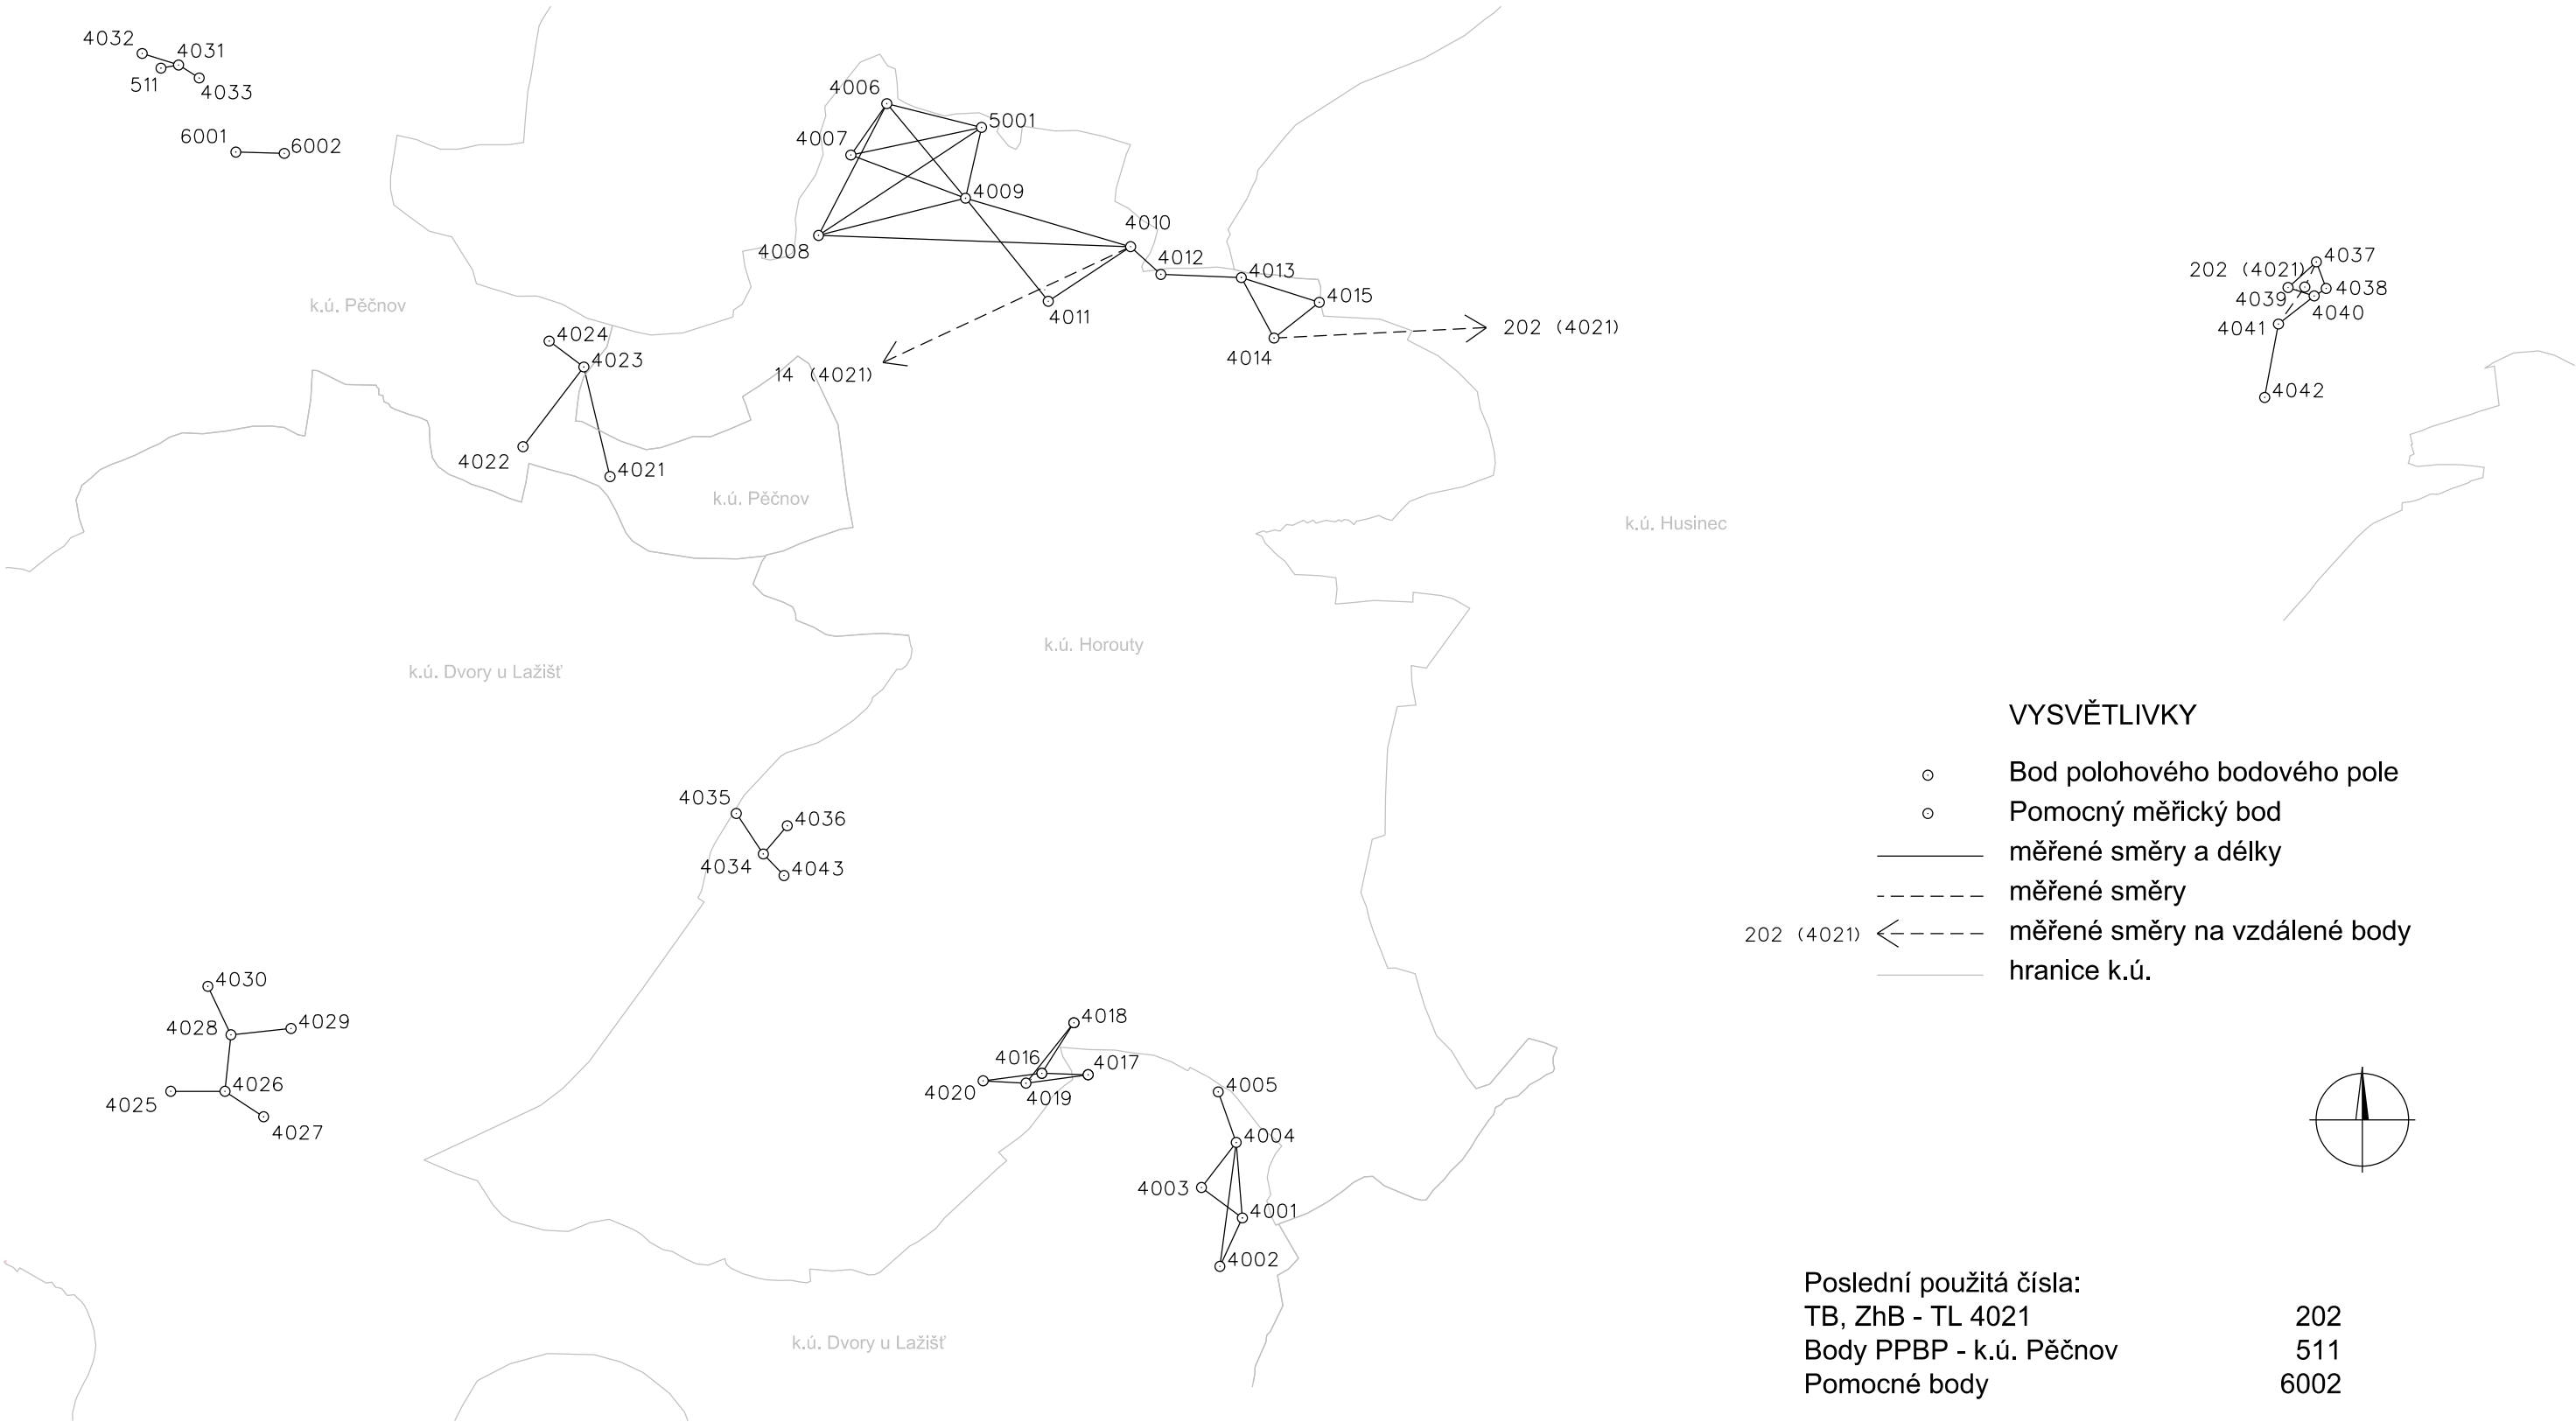 4032
4031
511
4033
6001
6002
4006
5001
4007
4009
4008
4010
4012
4013
4015
4011
4014
202 (4021)
14 (4021)
202 (4021)
4037
4039
4038
4040
4041
4042
k.ú. Pěčnov
4024
4023
4022
4021
k.ú. Pěčnov
k.ú. Husinec
k.ú. Horouty
k.ú. Dvory u Lažišť
4035
4036
4034
4043
4030
4028
4029
4026
4025
4027
4018
4016
4017
4020
4019
4005
4004
4003
4001
4002
k.ú. Dvory u Lažišť
VYSVĚTLIVKY
Bod polohového bodového pole
Pomocný měřický bod
měřené směry a délky
měřené směry
202 (4021) měřené směry na vzdálené body
hranice k.ú.
Poslední použitá čísla:
TB, ZhB - TL 4021 202
Body PPBP - k.ú. Pěčnov 511
Pomocné body 6002